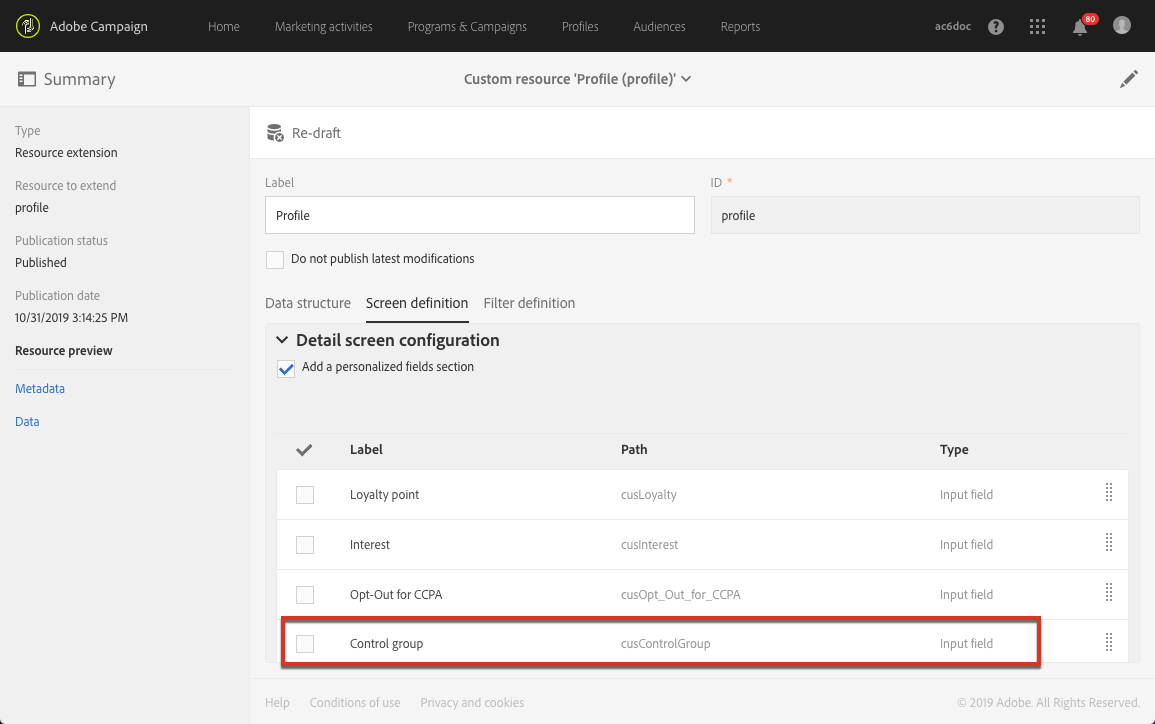 Adobe Campaign Home Marketing activities Programs & Campaigns Profiles Audiences Reports ac6doc ? 80
Summary Custom resource 'Profile (profile)'
Type
Resource extension
Resource to extend
profile
Publication status
Published
Publication date
10/31/2019 3:14:25 PM
Resource preview
Metadata
Data
Re-draft
Label ID *
Profile profile
Do not publish latest modifications
Data structure Screen definition Filter definition
Detail screen configuration
Add a personalized fields section
Label Path Type
Loyalty point cusLoyalty Input field
Interest cusInterest Input field
Opt-Out for CCPA cusOpt_Out_for_CCPA Input field
Control group cusControlGroup Input field
Help Conditions of use Privacy and cookies © 2019 Adobe. All Rights Reserved.